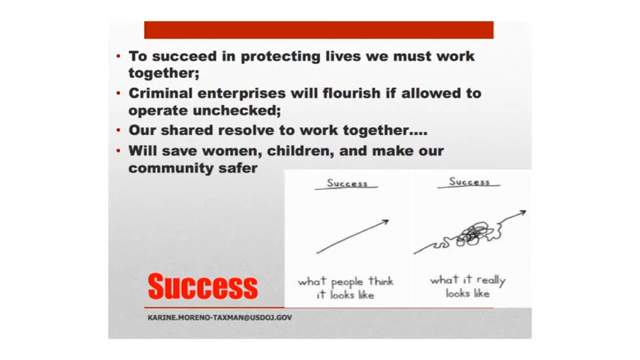 • To succeed in protecting lives we must work
together;
• Criminal enterprises will flourish if allowed to
operate unchecked;
• Our shared resolve to work together....
• Will save women, children, and make our
community safer
Success
what people think
it looks like
Success
what it really
looks like
Success
KARINE.MORENO-TAXMAN@USDOJ.GOV